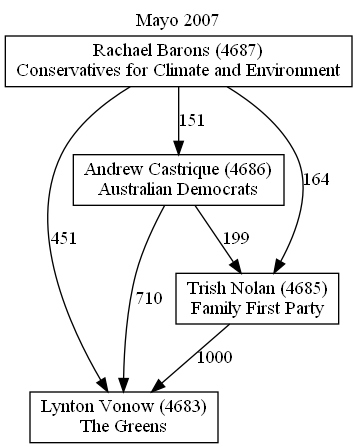 Mayo 2007
Rachael Barons (4687)
Conservatives for Climate and Environment
151
Andrew Castrique (4686)
Australian Democrats
164
451
199
710
Trish Nolan (4685)
Family First Party
1000
Lynton Vonow (4683)
The Greens